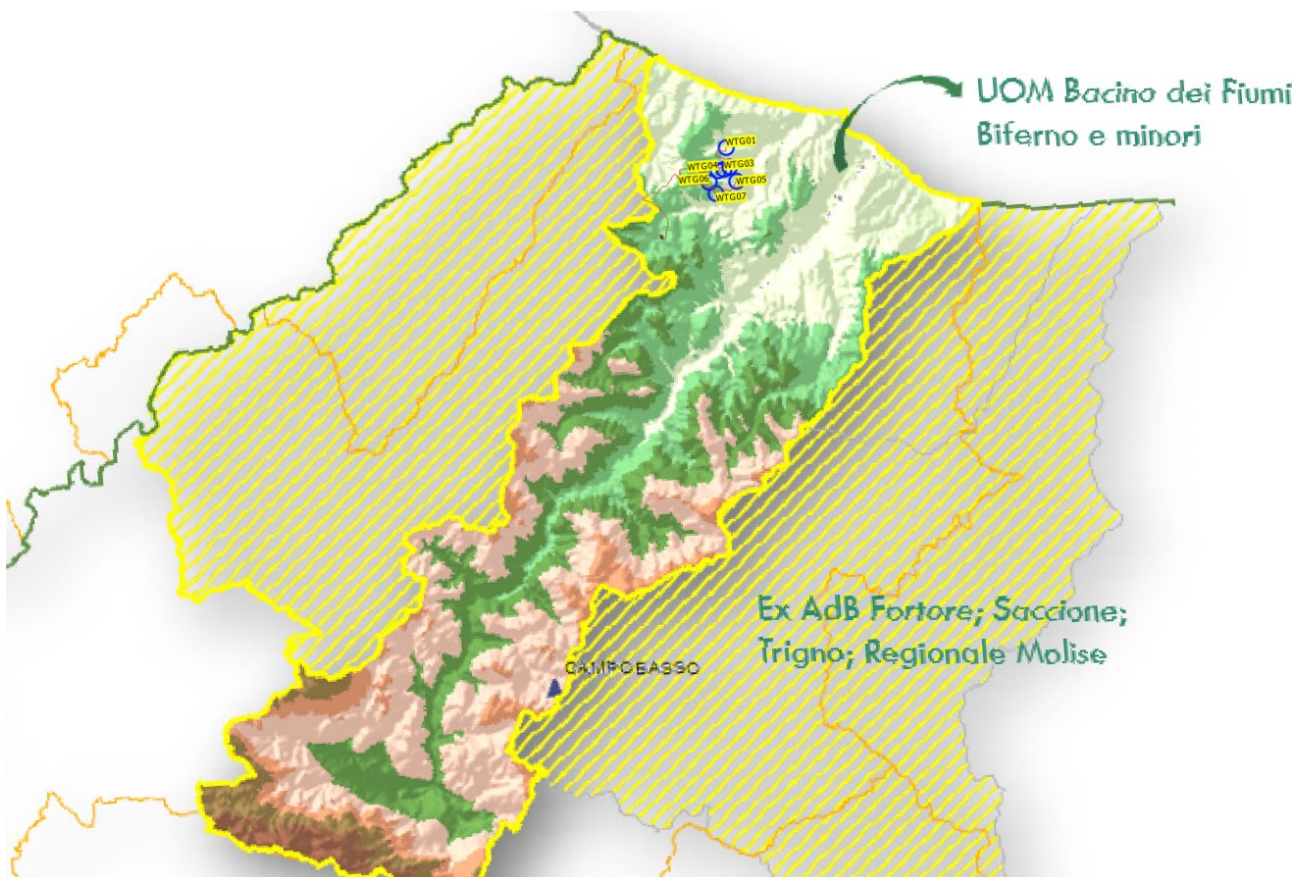 UOM Bacino dei Fiumi
Biferno e minori
WTG01
WTG04 WTG03
WTG06 WTG05
WTG07
Ex AdB Fortore; Saccione;
Trigno; Regionale Molise
CAMPOBASSO